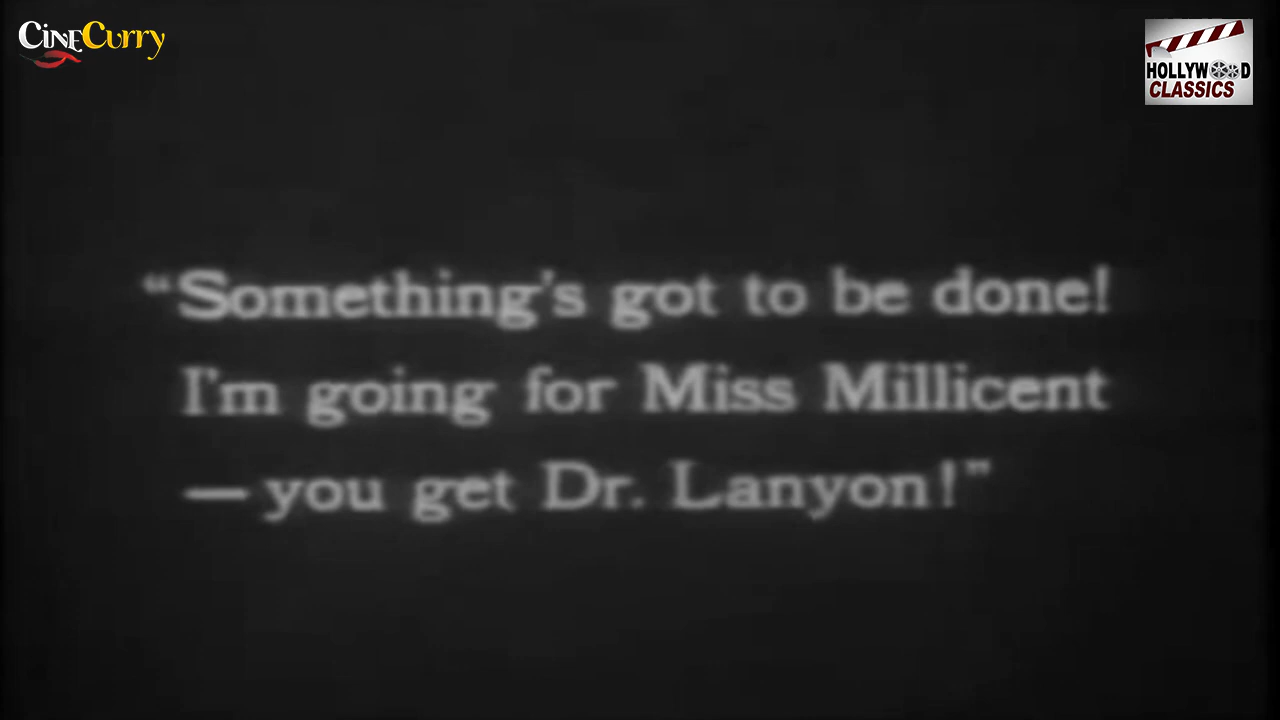 CINECURRY
HOLLYWOOD
CLASSICS
“Something's got to be done!
I'm going for Miss Millicent
—you get Dr. Lanyon!”